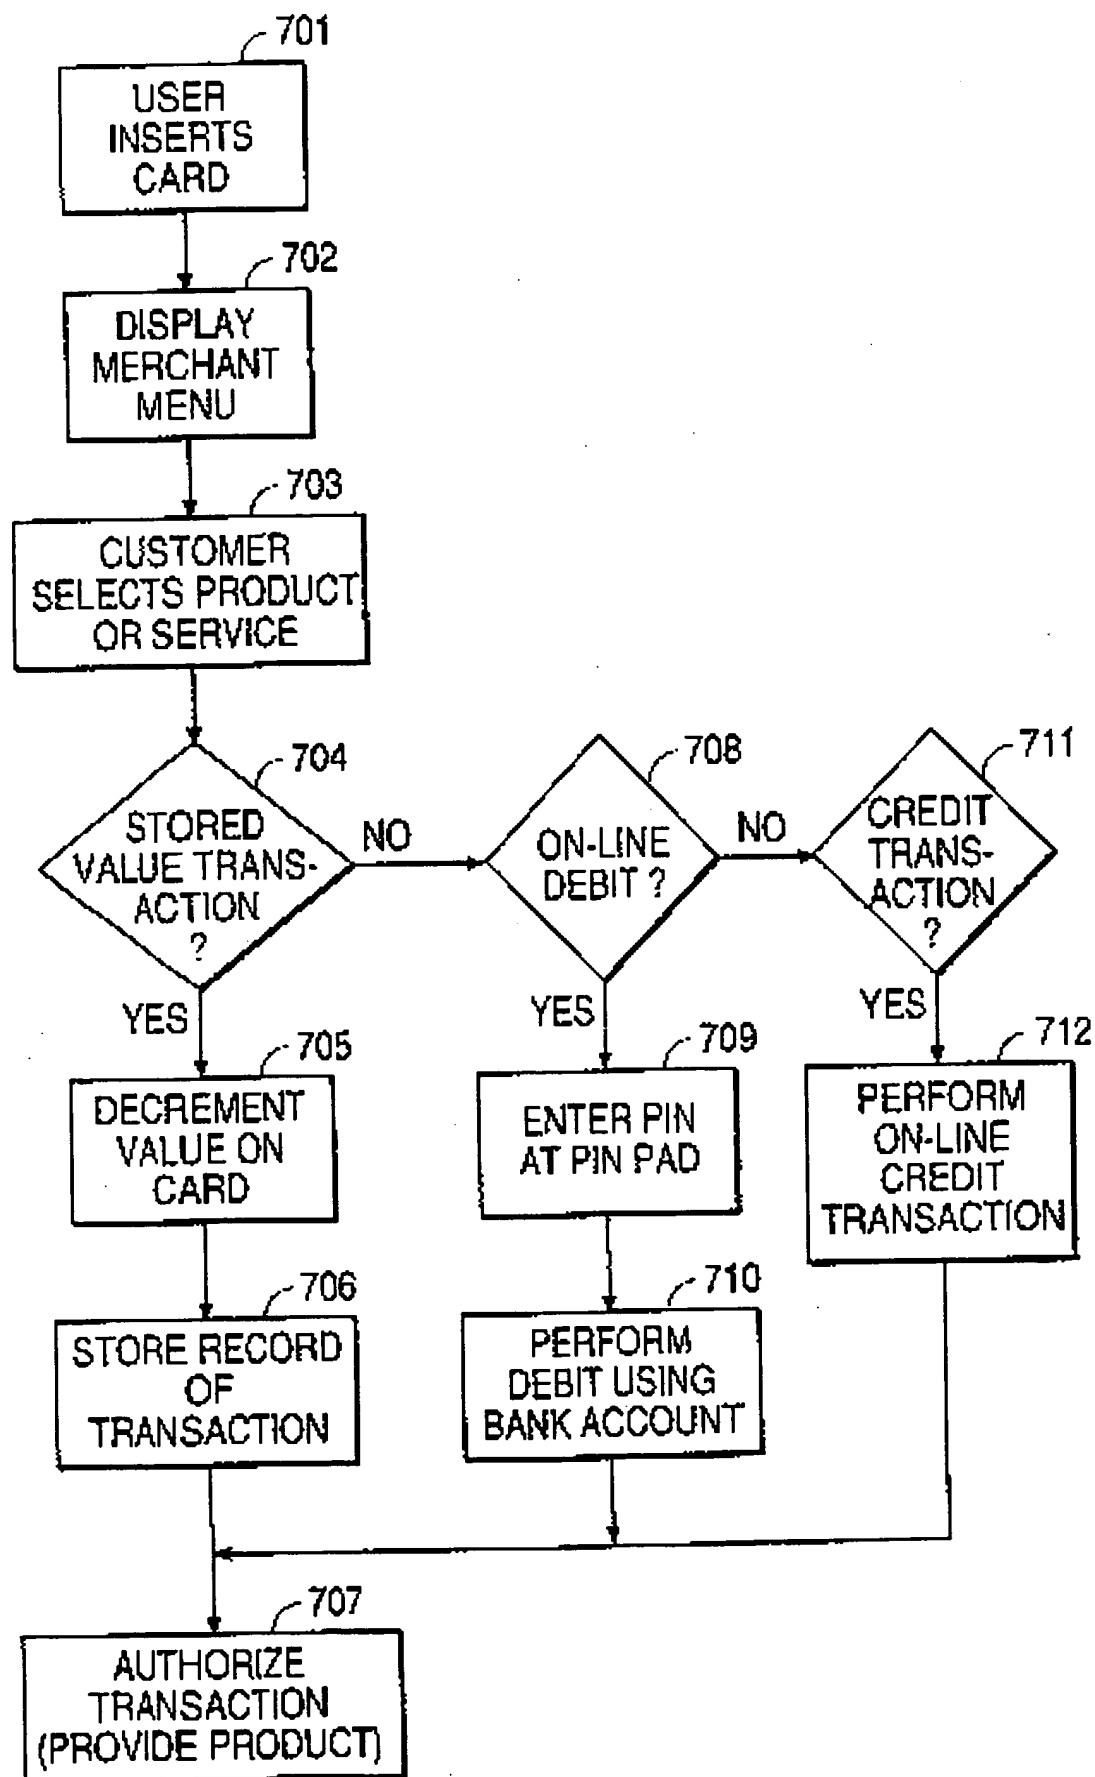 701
USER
INSERTS
CARD
702
DISPLAY
MERCHANT
MENU
703
CUSTOMER
SELECTS PRODUCT
OR SERVICE
704
STORED
VALUE TRANS-
ACTION
?
NO
YES
705
DECREMENT
VALUE ON
CARD
706
STORE RECORD
OF
TRANSACTION
708
ON-LINE
DEBIT ?
NO
YES
709
ENTER PIN
AT PIN PAD
710
PERFORM
DEBIT USING
BANK ACCOUNT
711
CREDIT
TRANS-
ACTION
?
YES
712
PERFORM
ON-LINE
CREDIT
TRANSACTION
707
AUTHORIZE
TRANSACTION
(PROVIDE PRODUCT)